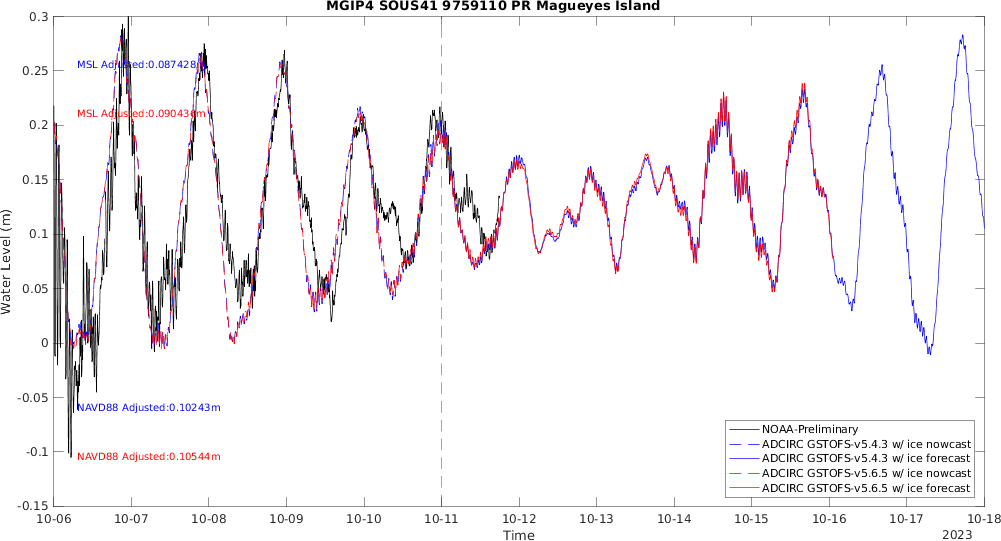 MGIP4 SOUS41 9759110 PR Magueyes Island
0.3
0.25
0.2
0.15
0.1
0.05
0
-0.05
-0.1
-0.15
Water Level (m)
MSL Adjusted:0.087428
MSL Adjusted:0.090436m
NAVD88 Adjusted:0.10243m
NAVD88 Adjusted:0.10544m
NOAA-Preliminary
ADCIRC GSTOFS-v5.4.3 w/ ice nowcast
ADCIRC GSTOFS-v5.4.3 w/ ice forecast
ADCIRC GSTOFS-v5.6.5 w/ ice nowcast
ADCIRC GSTOFS-v5.6.5 w/ ice forecast
10-06 10-07 10-08 10-09 10-10 10-11 10-12 10-13 10-14 10-15 10-16 10-17 10-18
Time
2023